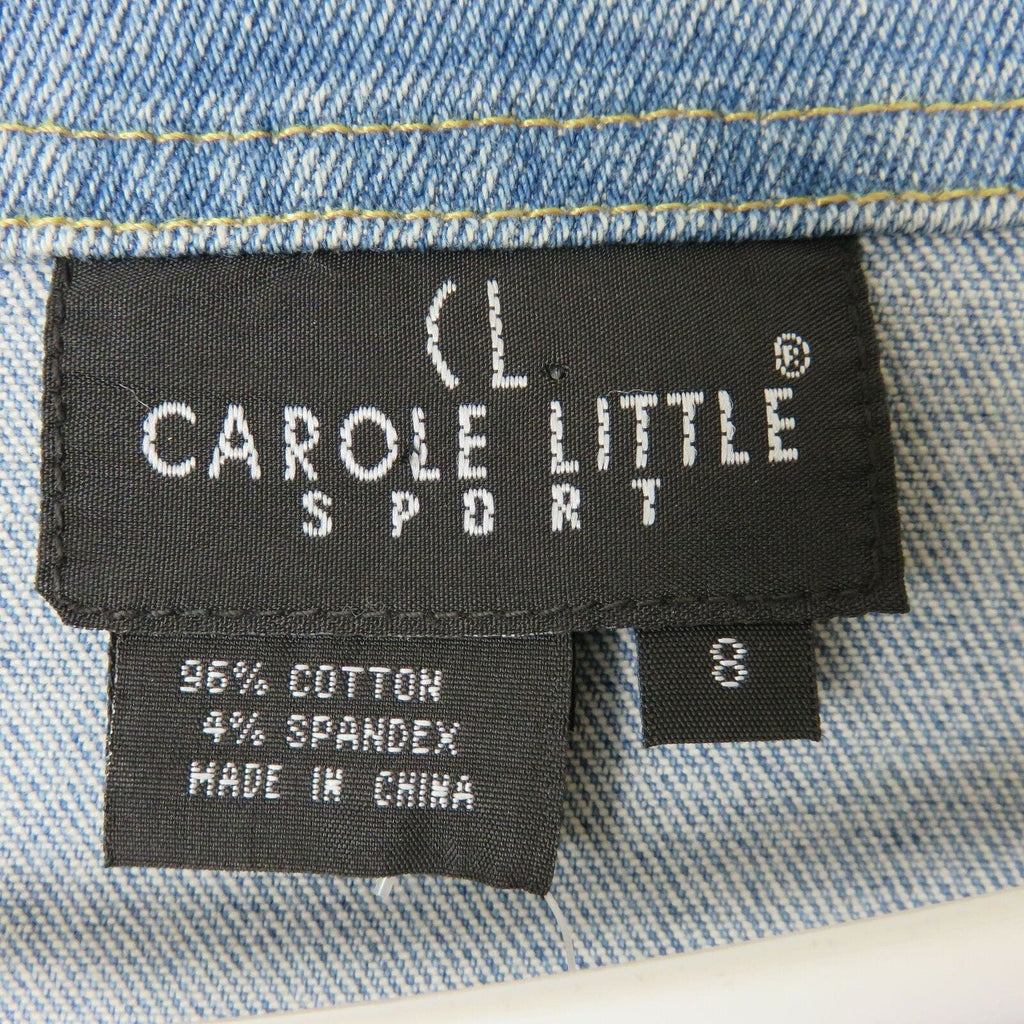 CL
CAROLE LITTLE®
SPORT
96% COTTON
4% SPANDEX
MADE IN CHINA
8